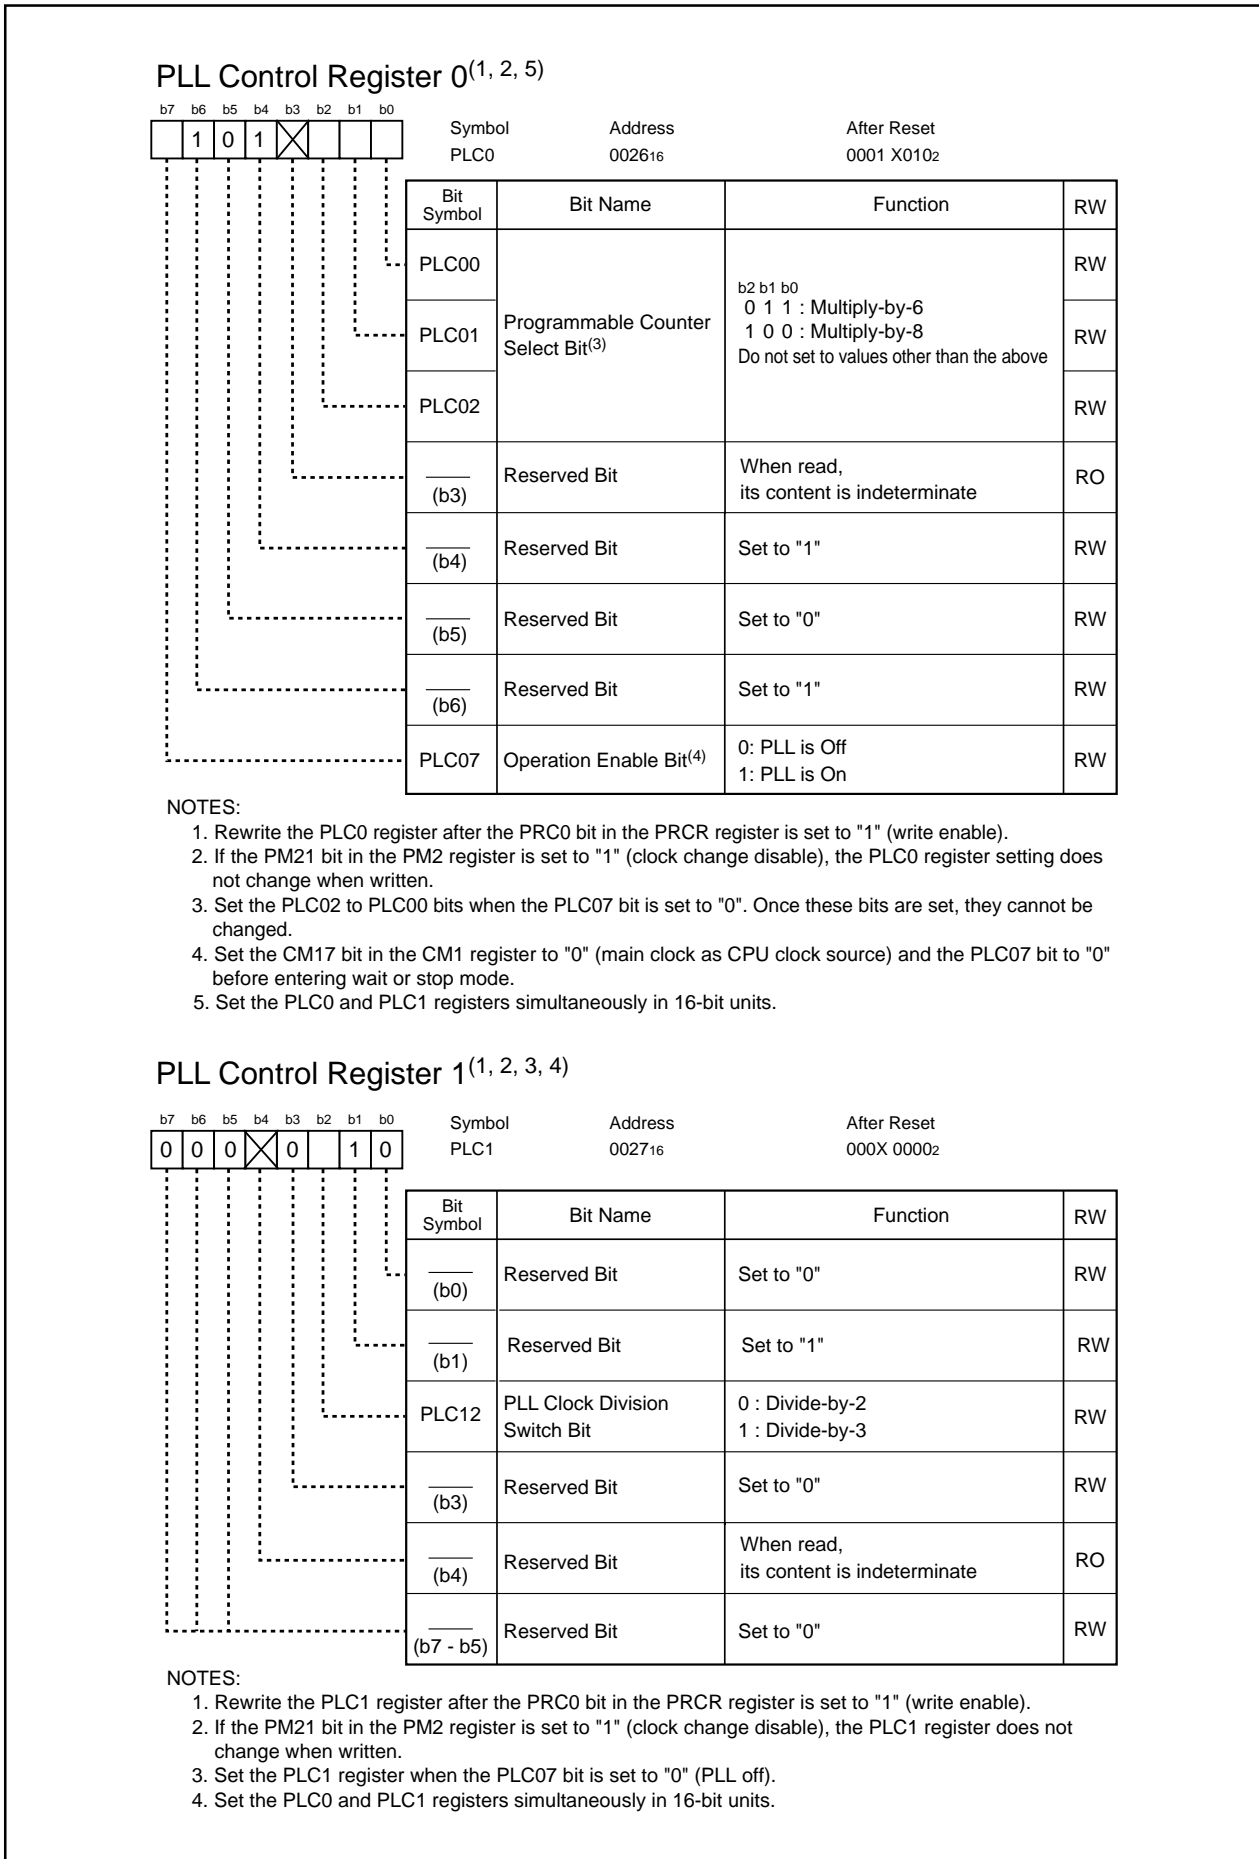 PLL Control Register 0(1, 2, 5)
b7 b6 b5 b4 b3 b2 b1 b0
1 0 1
Symbol Address After Reset
PLC0 002616 0001 X0102
Bit Symbol Bit Name Function RW
PLC00 RW
PLC01 Programmable Counter RW
Select Bit(3)
b2 b1 b0
0 1 1 : Multiply-by-6
1 0 0 : Multiply-by-8
Do not set to values other than the above
PLC02 RW
(b3) Reserved Bit When read, RO
its content is indeterminate
(b4) Reserved Bit Set to "1" RW
(b5) Reserved Bit Set to "0" RW
(b6) Reserved Bit Set to "1" RW
PLC07 Operation Enable Bit(4) 0: PLL is Off RW
1: PLL is On
NOTES:
1. Rewrite the PLC0 register after the PRC0 bit in the PRCR register is set to "1" (write enable).
2. If the PM21 bit in the PM2 register is set to "1" (clock change disable), the PLC0 register setting does
not change when written.
3. Set the PLC02 to PLC00 bits when the PLC07 bit is set to "0". Once these bits are set, they cannot be
changed.
4. Set the CM17 bit in the CM1 register to "0" (main clock as CPU clock source) and the PLC07 bit to "0"
before entering wait or stop mode.
5. Set the PLC0 and PLC1 registers simultaneously in 16-bit units.
PLL Control Register 1(1, 2, 3, 4)
b7 b6 b5 b4 b3 b2 b1 b0
0 0 0 0 1 0
Symbol Address After Reset
PLC1 002716 000X 00002
Bit Symbol Bit Name Function RW
(b0) Reserved Bit Set to "0" RW
(b1) Reserved Bit Set to "1" RW
PLC12 PLL Clock Division 0 : Divide-by-2 RW
Switch Bit 1 : Divide-by-3
(b3) Reserved Bit Set to "0" RW
(b4) Reserved Bit When read, RO
its content is indeterminate
(b7 - b5) Reserved Bit Set to "0" RW
NOTES:
1. Rewrite the PLC1 register after the PRC0 bit in the PRCR register is set to "1" (write enable).
2. If the PM21 bit in the PM2 register is set to "1" (clock change disable), the PLC1 register does not
change when written.
3. Set the PLC1 register when the PLC07 bit is set to "0" (PLL off).
4. Set the PLC0 and PLC1 registers simultaneously in 16-bit units.